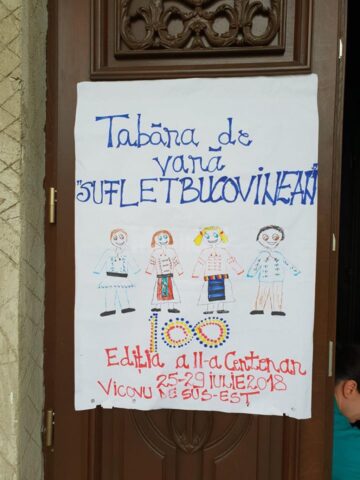 Tabăra de
vară
"SUFLET BUCOVINEAN"
100
Ediția a II-a Centenar
25-29 iulie 2018
Vicovu DE SUS-EST